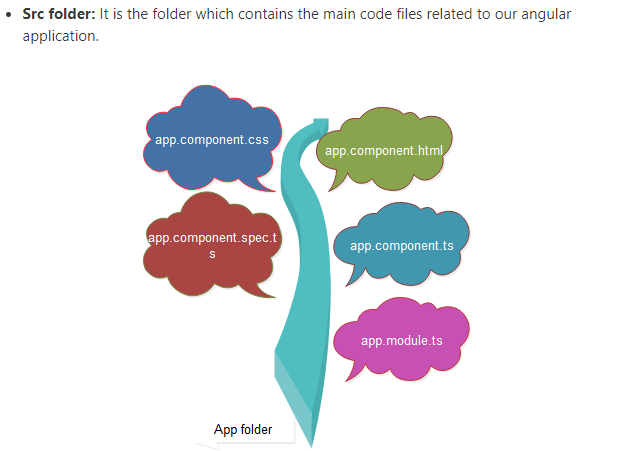 • Src folder: It is the folder which contains the main code files related to our angular
application.
app.component.css
app.component.html
app.component.spec.t
s
app.component.ts
app.module.ts
App folder